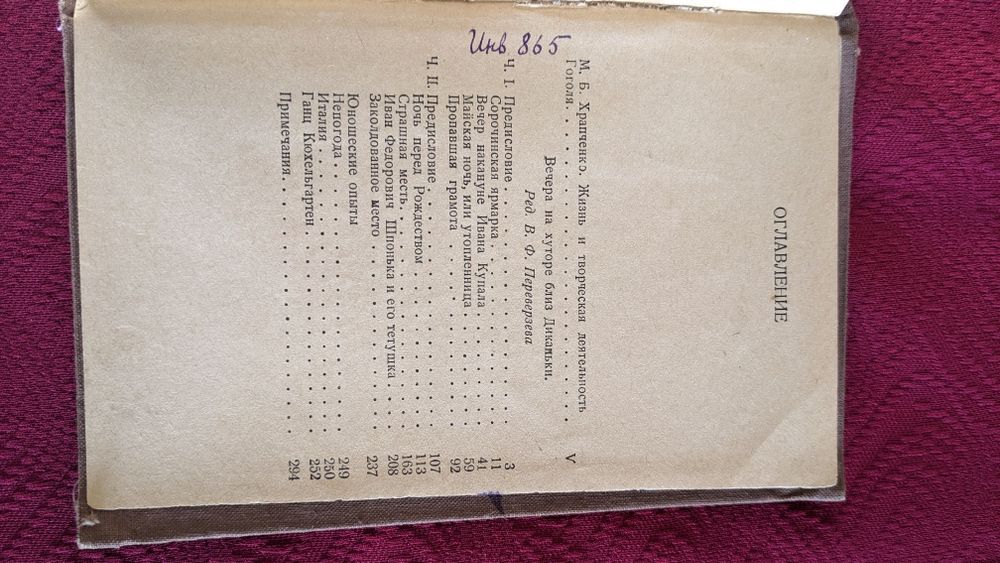 ОГЛАВЛЕНИЕ
М. Б. Храпченко. Жизнь и творческая деятельность
Гоголя. . . . . . . . . . . . . . . . . . . . V
Вечера на хуторе близ Диканьки.
Ред. В. Ф. Переверзева
Ч. I. Предисловие . . . . . . . . . . . . . . . 3
Сорочинская ярмарка . . . . . . . . . . . 11
Вечер накануне Ивана Купала . . . . . . . 41
Майская ночь, или утопленница. . . . . . . 59
Пропавшая грамота . . . . . . . . . . . . 92
Ч. II. Предисловие . . . . . . . . . . . . . . 107
Ночь перед Рождеством . . . . . . . . . . 113
Страшная месть. . . . . . . . . . . . . . 163
Иван Федорович Шпонька и его тетушка . . . 208
Заколдованное место . . . . . . . . . . . 237
Юношеские опыты
Непогода. . . . . . . . . . . . . . . . . 249
Италия . . . . . . . . . . . . . . . . . . 250
Ганц Кюхельгартен . . . . . . . . . . . . 252
Примечания. . . . . . . . . . . . . . . . . 294
Инв 865